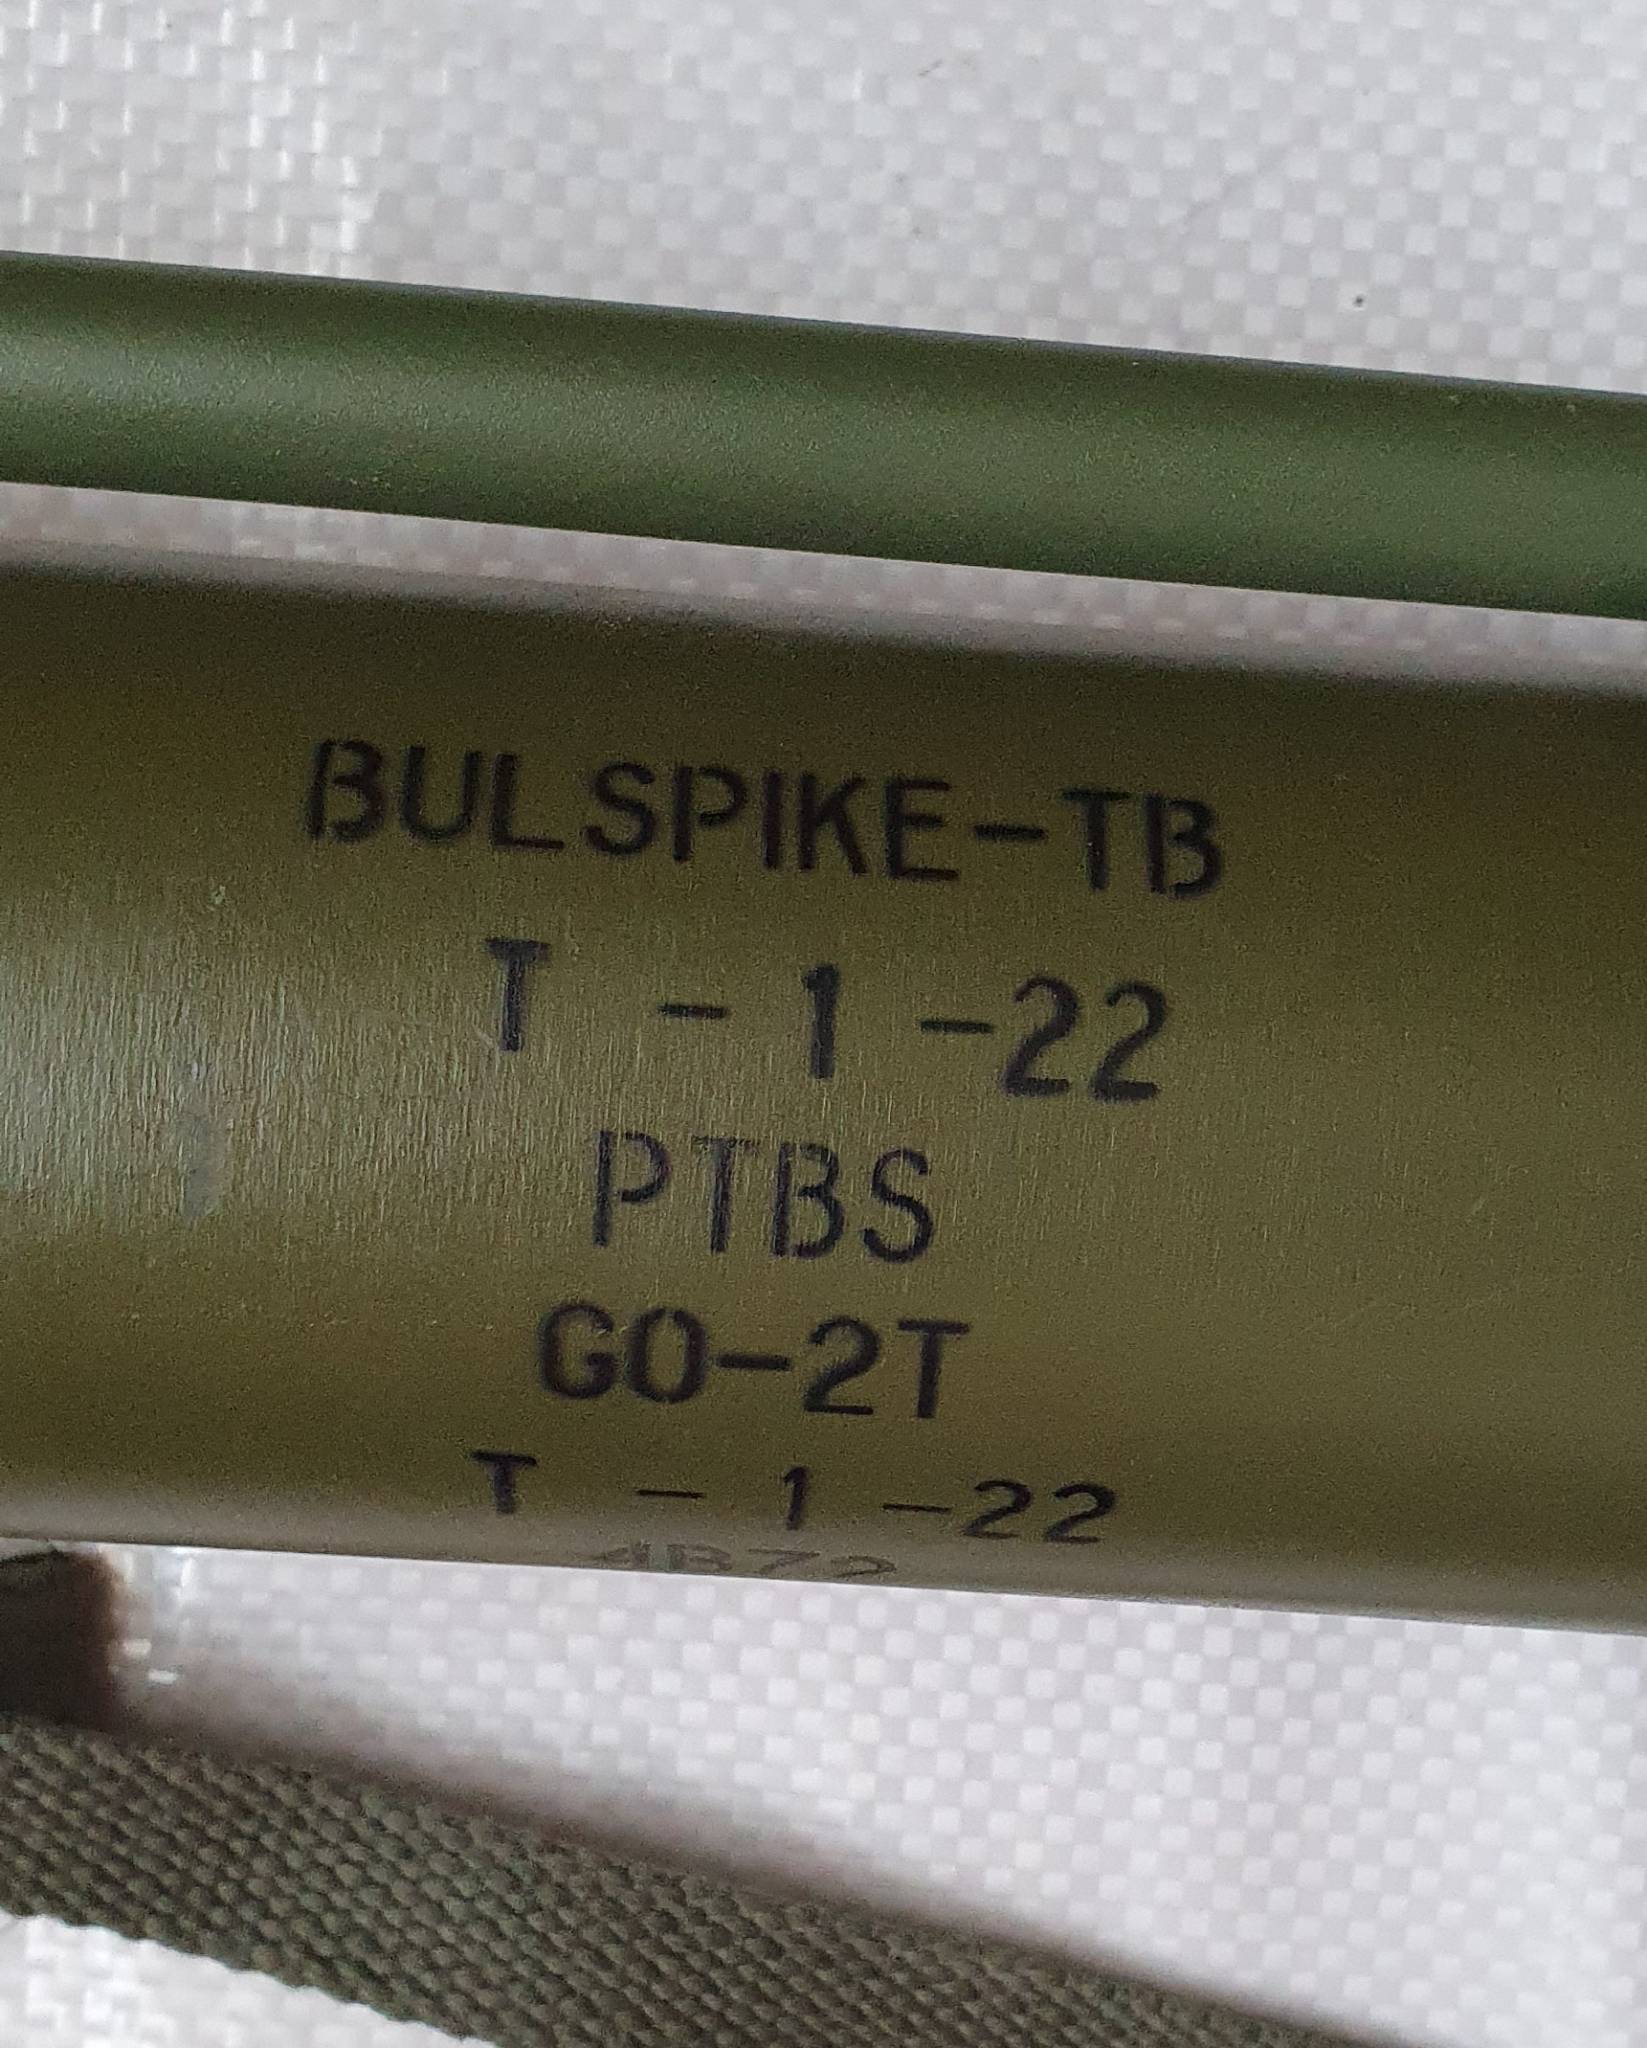 BULSPIKE-TB
T - 1 -22
PTBS
GO-2T
T - 1 -22